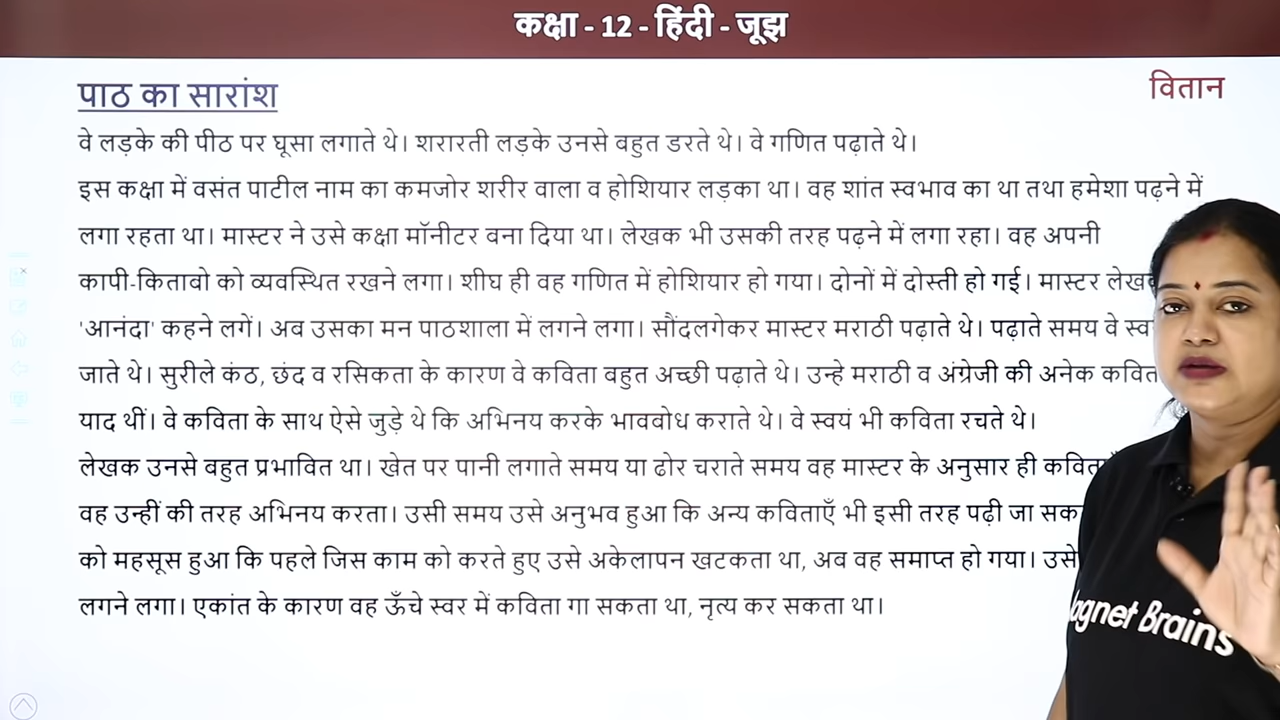 कक्षा - 12 - हिंदी - जूझ
पाठ का सारांश
वितान
वे लड़के की पीठ पर घूसा लगाते थे। शरारती लड़के उनसे बहुत डरते थे। वे गणित पढ़ाते थे।
इस कक्षा में वसंत पाटील नाम का कमजोर शरीर वाला व होशियार लड़का था। वह शांत स्वभाव का था तथा हमेशा पढ़ने में
लगा रहता था। मास्टर ने उसे कक्षा मॉनीटर बना दिया था। लेखक भी उसकी तरह पढ़ने में लगा रहा। वह अपनी
कापी-किताबो को व्यवस्थित रखने लगा। शीघ्र ही वह गणित में होशियार हो गया। दोनों में दोस्ती हो गई। मास्टर
'आनंदा' कहने लगें। अब उसका मन पाठशाला में लगने लगा। सौंदलगेकर मास्टर मराठी पढ़ाते थे। पढ़ाते समय वे
जाते थे। सुरीले कंठ, छंद व रसिकता के कारण वे कविता बहुत अच्छी पढ़ाते थे। उन्हे मराठी व अंग्रेजी की अनेक
याद थीं। वे कविता के साथ ऐसे जुड़े थे कि अभिनय करके भावबोध कराते थे। वे स्वयं भी कविता रचते थे।
लेखक उनसे बहुत प्रभावित था। खेत पर पानी लगाते समय या ढोर चराते समय वह मास्टर के अनुसार ही
वह उन्हीं की तरह अभिनय करता। उसी समय उसे अनुभव हुआ कि अन्य कविताएँ भी इसी तरह पढ़ी जा
को महसूस हुआ कि पहले जिस काम को करते हुए उसे अकेलापन खटकता था, अब वह समाप्त हो गया। उसे
लगने लगा। एकांत के कारण वह ऊँचे स्वर में कविता गा सकता था, नृत्य कर सकता था।
agnet Brains